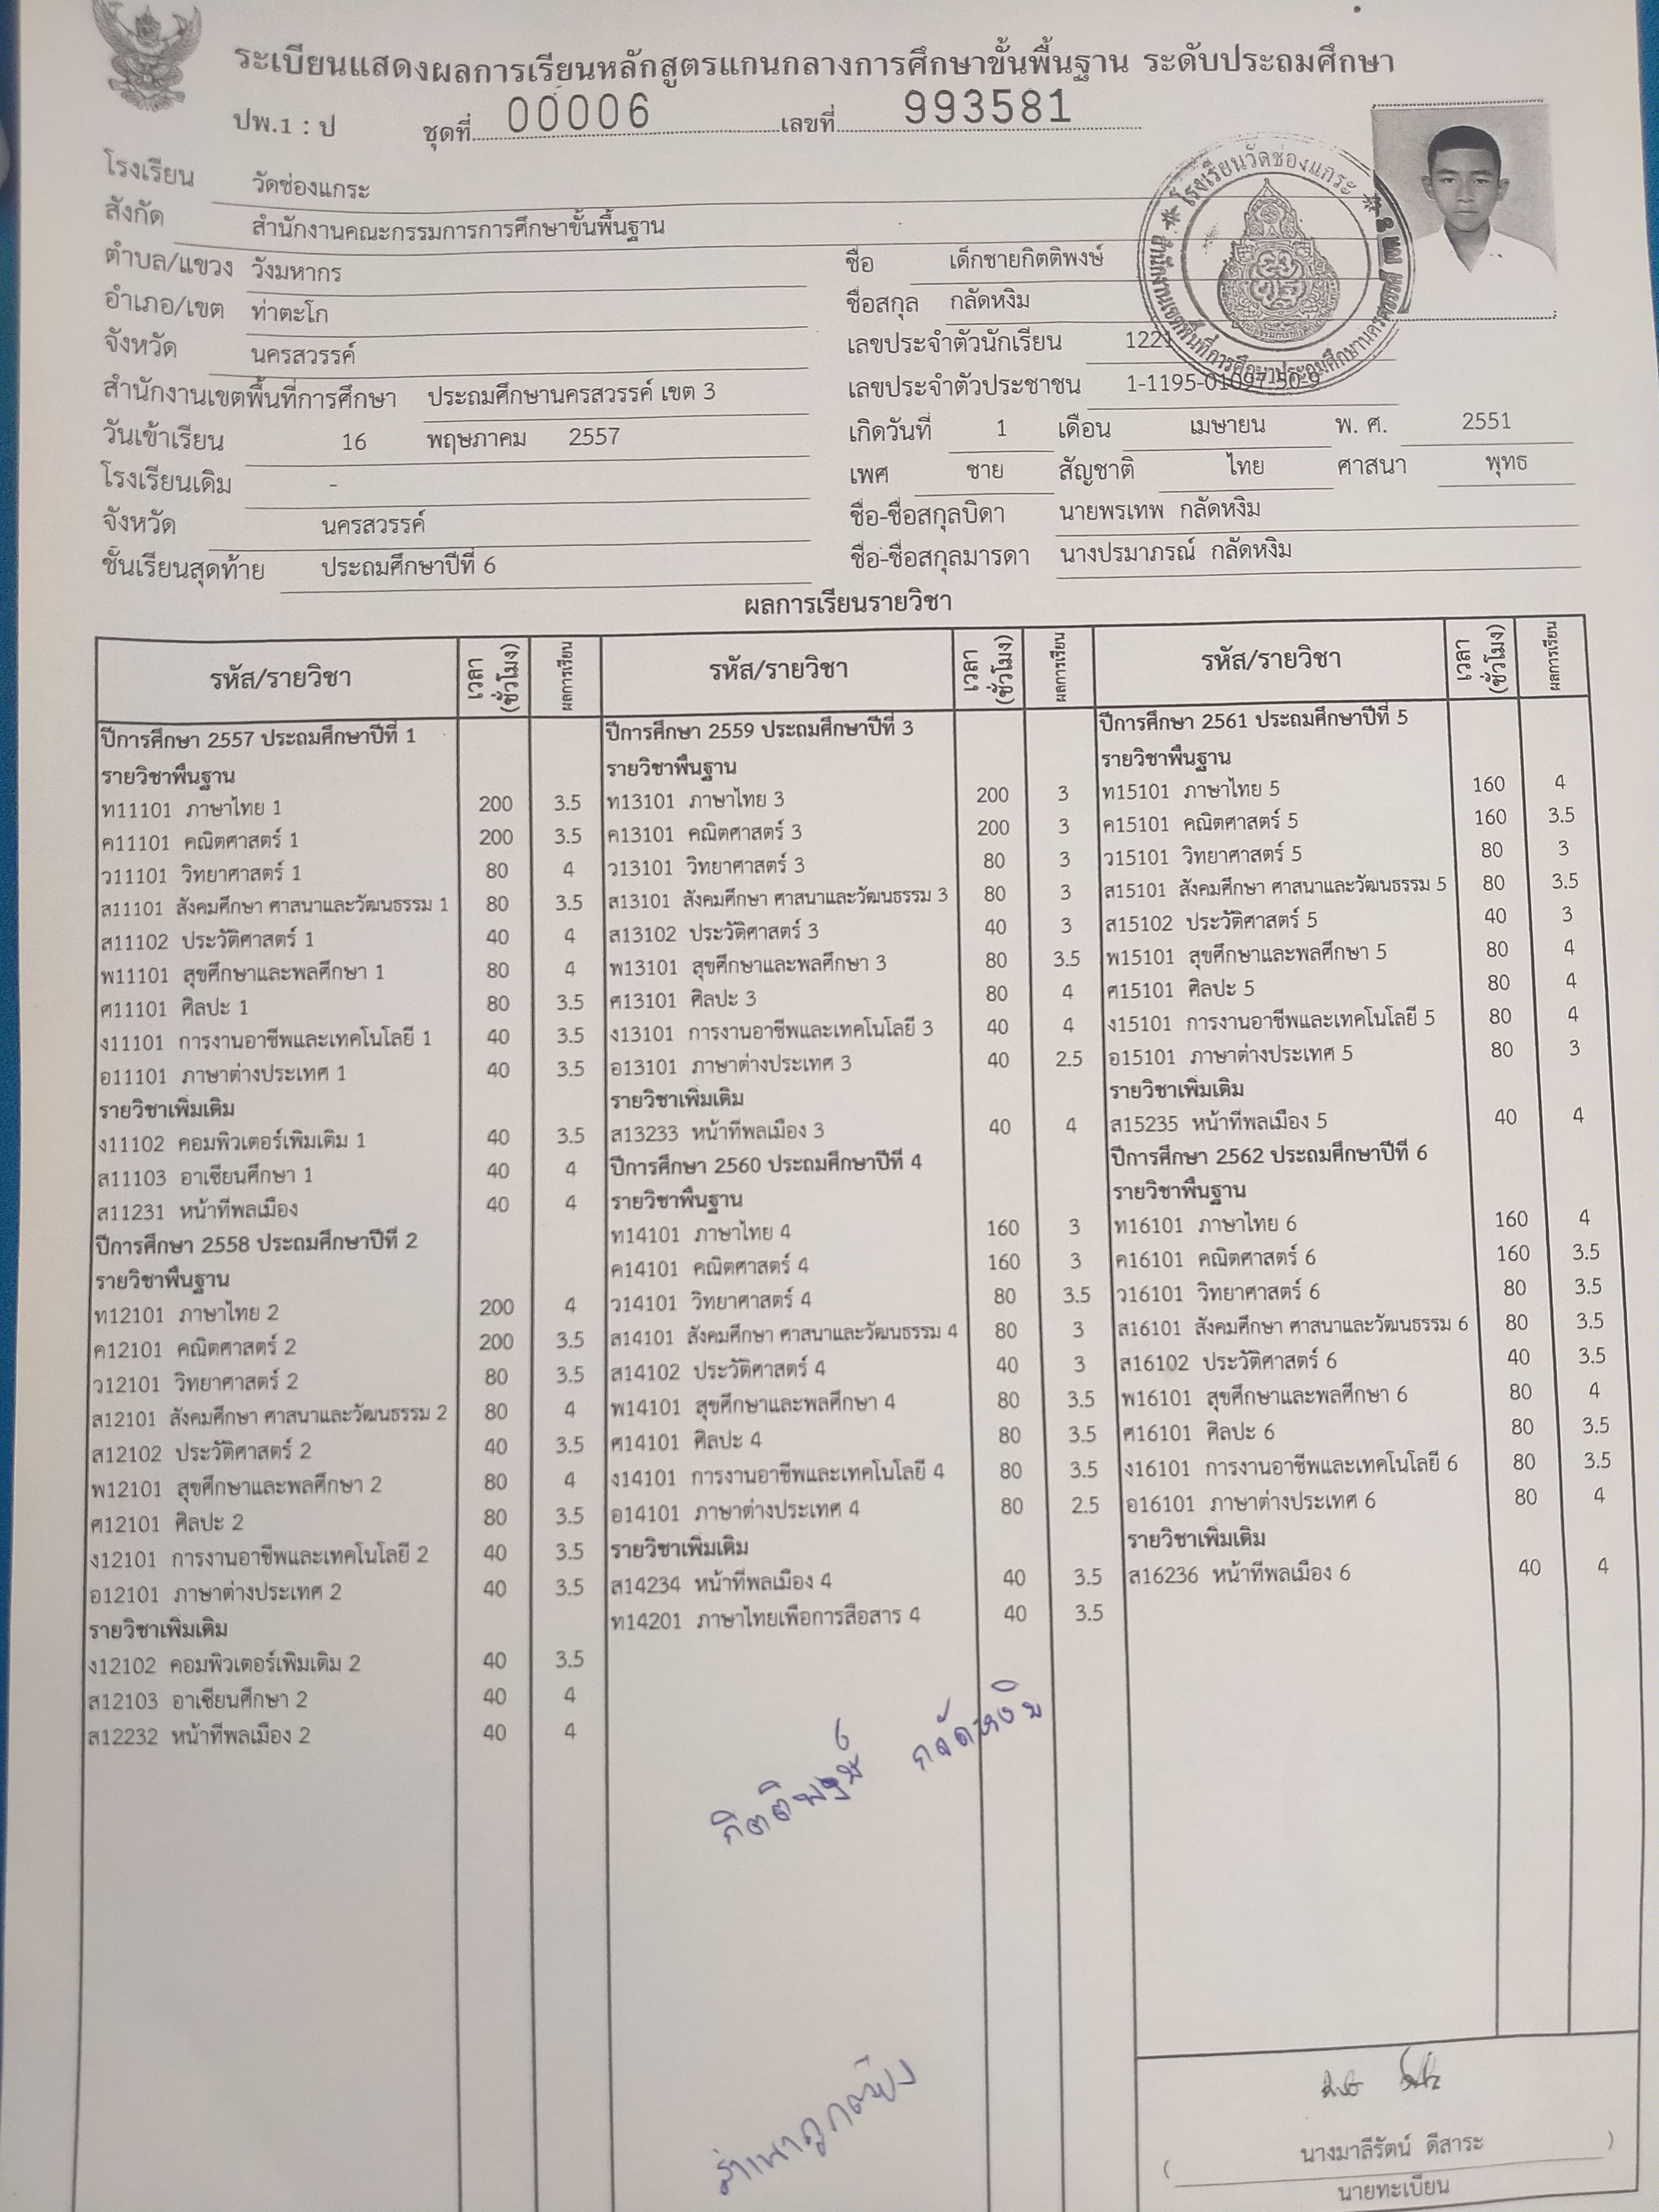 ระเบียนแสดงผลการเรียนหลักสูตรแกนกลางการศึกษาขั้นพื้นฐาน ระดับประถมศึกษา
ปพ.1 : ป ชุดที่ 00006 เลขที่ 993581
โรงเรียน วัดช่องแกระ
สังกัด สำนักงานคณะกรรมการการศึกษาขั้นพื้นฐาน
ตำบล/แขวง วังมหากร
อำเภอ/เขต ท่าตะโก
จังหวัด นครสวรรค์
สำนักงานเขตพื้นที่การศึกษา ประถมศึกษานครสวรรค์ เขต 3
วันเข้าเรียน 16 พฤษภาคม 2557
โรงเรียนเดิม -
จังหวัด นครสวรรค์
ชั้นเรียนสุดท้าย ประถมศึกษาปีที่ 6
โรงเรียนวัดช่องแกระ
ชื่อ เด็กชายกิตติพงษ์
ชื่อสกุล กลัดหงิม
เลขประจำตัวนักเรียน 1221
เลขประจำตัวประชาชน 1-1195-01097-50-9
เกิดวันที่ 1 เดือน เมษายน พ. ศ. 2551
เพศ ชาย สัญชาติ ไทย ศาสนา พุทธ
ชื่อ-ชื่อสกุลบิดา นายพรเทพ กลัดหงิม
ชื่อ-ชื่อสกุลมารดา นางปรมาภรณ์ กลัดหงิม
ผลการเรียนรายวิชา
รหัส/รายวิชา เวลา (ชั่วโมง) ผลการเรียน
ปีการศึกษา 2557 ประถมศึกษาปีที่ 1
รายวิชาพื้นฐาน
ท11101 ภาษาไทย 1 200 3.5
ค11101 คณิตศาสตร์ 1 200 3.5
ว11101 วิทยาศาสตร์ 1 80 4
ส11101 สังคมศึกษา ศาสนาและวัฒนธรรม 1 80 3.5
ส11102 ประวัติศาสตร์ 1 40 4
พ11101 สุขศึกษาและพลศึกษา 1 80 4
ศ11101 ศิลปะ 1 80 3.5
ง11101 การงานอาชีพและเทคโนโลยี 1 40 3.5
อ11101 ภาษาต่างประเทศ 1 40 3.5
รายวิชาเพิ่มเติม
ง11102 คอมพิวเตอร์เพิ่มเติม 1 40 3.5
ส11103 อาเซียนศึกษา 1 40 4
ส11231 หน้าที่พลเมือง 40 4
ปีการศึกษา 2558 ประถมศึกษาปีที่ 2
รายวิชาพื้นฐาน
ท12101 ภาษาไทย 2 200 4
ค12101 คณิตศาสตร์ 2 200 3.5
ว12101 วิทยาศาสตร์ 2 80 3.5
ส12101 สังคมศึกษา ศาสนาและวัฒนธรรม 2 80 4
ส12102 ประวัติศาสตร์ 2 40 3.5
พ12101 สุขศึกษาและพลศึกษา 2 80 4
ศ12101 ศิลปะ 2 80 3.5
ง12101 การงานอาชีพและเทคโนโลยี 2 40 3.5
อ12101 ภาษาต่างประเทศ 2 40 3.5
รายวิชาเพิ่มเติม
ง12102 คอมพิวเตอร์เพิ่มเติม 2 40 3.5
ส12103 อาเซียนศึกษา 2 40 4
ส12232 หน้าที่พลเมือง 2 40 4
รหัส/รายวิชา เวลา (ชั่วโมง) ผลการเรียน
ปีการศึกษา 2559 ประถมศึกษาปีที่ 3
รายวิชาพื้นฐาน
ท13101 ภาษาไทย 3 200 3
ค13101 คณิตศาสตร์ 3 200 3
ว13101 วิทยาศาสตร์ 3 80 3
ส13101 สังคมศึกษา ศาสนาและวัฒนธรรม 3 80 3
ส13102 ประวัติศาสตร์ 3 40 3
พ13101 สุขศึกษาและพลศึกษา 3 80 3.5
ศ13101 ศิลปะ 3 80 4
ง13101 การงานอาชีพและเทคโนโลยี 3 40 4
อ13101 ภาษาต่างประเทศ 3 40 2.5
รายวิชาเพิ่มเติม
ส13233 หน้าที่พลเมือง 3 40 4
ปีการศึกษา 2560 ประถมศึกษาปีที่ 4
รายวิชาพื้นฐาน
ท14101 ภาษาไทย 4 160 3
ค14101 คณิตศาสตร์ 4 160 3
ว14101 วิทยาศาสตร์ 4 80 3.5
ส14101 สังคมศึกษา ศาสนาและวัฒนธรรม 4 80 3
ส14102 ประวัติศาสตร์ 4 40 3
พ14101 สุขศึกษาและพลศึกษา 4 80 3.5
ศ14101 ศิลปะ 4 80 3.5
ง14101 การงานอาชีพและเทคโนโลยี 4 80 3.5
อ14101 ภาษาต่างประเทศ 4 80 2.5
รายวิชาเพิ่มเติม
ส14234 หน้าที่พลเมือง 4 40 3.5
ท14201 ภาษาไทยเพื่อการสื่อสาร 4 40 3.5
กิตติพงษ์ กลัดหงิม
สำเนาถูกต้อง
รหัส/รายวิชา เวลา (ชั่วโมง) ผลการเรียน
ปีการศึกษา 2561 ประถมศึกษาปีที่ 5
รายวิชาพื้นฐาน
ท15101 ภาษาไทย 5 160 4
ค15101 คณิตศาสตร์ 5 160 3.5
ว15101 วิทยาศาสตร์ 5 80 3
ส15101 สังคมศึกษา ศาสนาและวัฒนธรรม 5 80 3.5
ส15102 ประวัติศาสตร์ 5 40 3
พ15101 สุขศึกษาและพลศึกษา 5 80 4
ศ15101 ศิลปะ 5 80 4
ง15101 การงานอาชีพและเทคโนโลยี 5 80 4
อ15101 ภาษาต่างประเทศ 5 80 3
รายวิชาเพิ่มเติม
ส15235 หน้าที่พลเมือง 5 40 4
ปีการศึกษา 2562 ประถมศึกษาปีที่ 6
รายวิชาพื้นฐาน
ท16101 ภาษาไทย 6 160 4
ค16101 คณิตศาสตร์ 6 160 3.5
ว16101 วิทยาศาสตร์ 6 80 3.5
ส16101 สังคมศึกษา ศาสนาและวัฒนธรรม 6 80 3.5
ส16102 ประวัติศาสตร์ 6 40 3.5
พ16101 สุขศึกษาและพลศึกษา 6 80 4
ศ16101 ศิลปะ 6 80 3.5
ง16101 การงานอาชีพและเทคโนโลยี 6 80 3.5
อ16101 ภาษาต่างประเทศ 6 80 4
รายวิชาเพิ่มเติม
ส16236 หน้าที่พลเมือง 6 40 4
( นางมาลีรัตน์ ดีสาระ )
นายทะเบียน